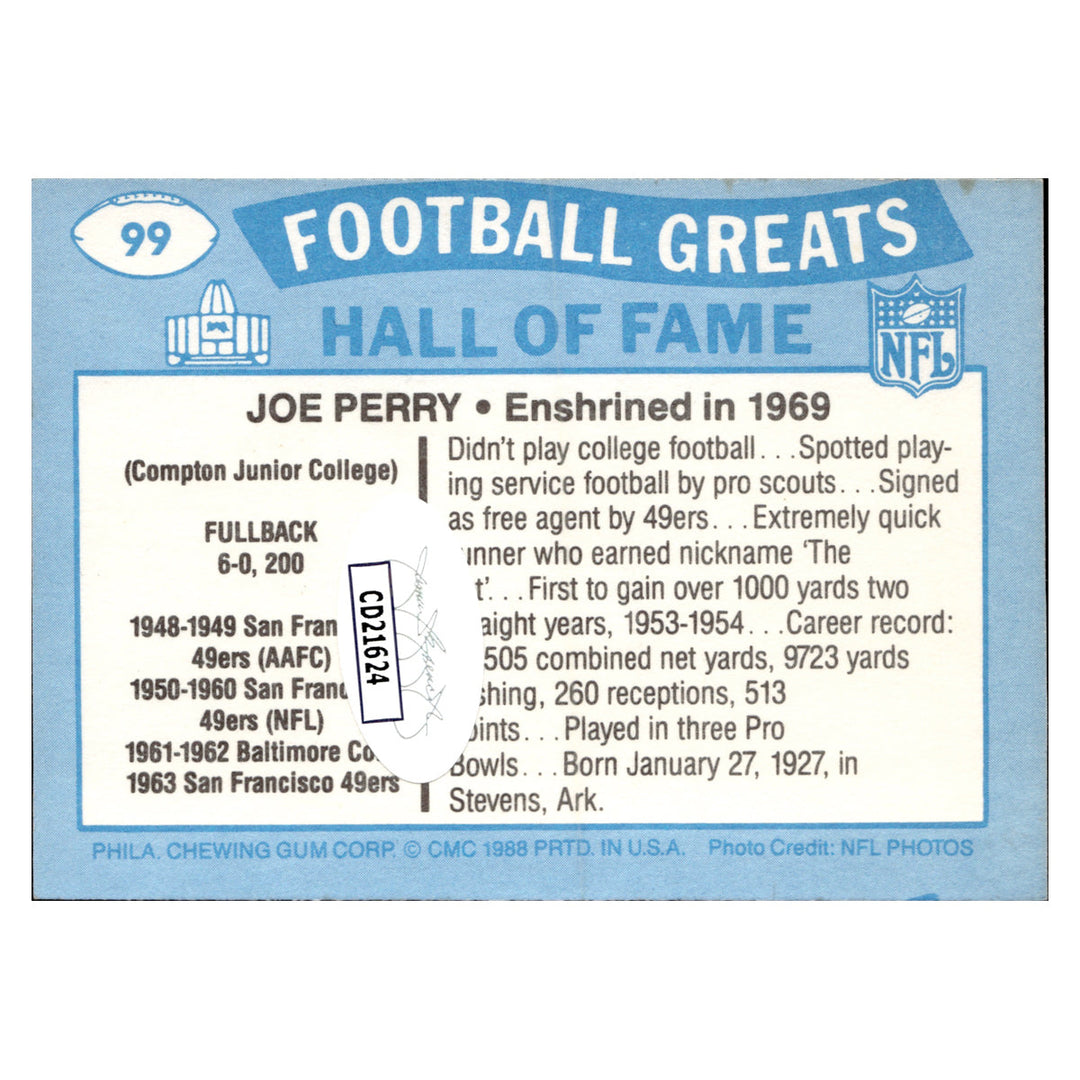 99
FOOTBALL GREATS
HALL OF FAME
NFL
JOE PERRY • Enshrined in 1969
(Compton Junior College)
FULLBACK
6-0, 200
1948-1949 San Fran
49ers (AAFC)
1950-1960 San Franc
49ers (NFL)
1961-1962 Baltimore Co
1963 San Francisco 49ers
Didn't play college football...Spotted play-
ing service football by pro scouts...Signed
as free agent by 49ers...Extremely quick
unner who earned nickname 'The
t'...First to gain over 1000 yards two
aight years, 1953-1954...Career record:
505 combined net yards, 9723 yards
shing, 260 receptions, 513
oints...Played in three Pro
Bowls...Born January 27, 1927, in
Stevens, Ark.
CD21624
PHILA. CHEWING GUM CORP. © CMC 1988 PRTD. IN U.S.A. Photo Credit: NFL PHOTOS